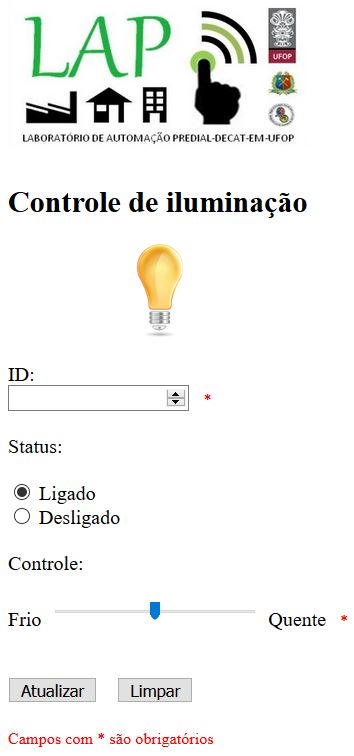 LAP
UFOP
LABORATÓRIO DE AUTOMAÇÃO PREDIAL-DECAT-EM-UFOP
Controle de iluminação
ID:
*
Status:
Ligado
Desligado
Controle:
Frio Quente *
Atualizar Limpar
Campos com * são obrigatórios